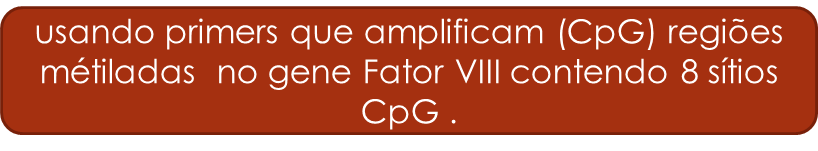 usando primers que amplificam (CpG) regiões
métiladas no gene Fator VIII contendo 8 sítios
CpG .